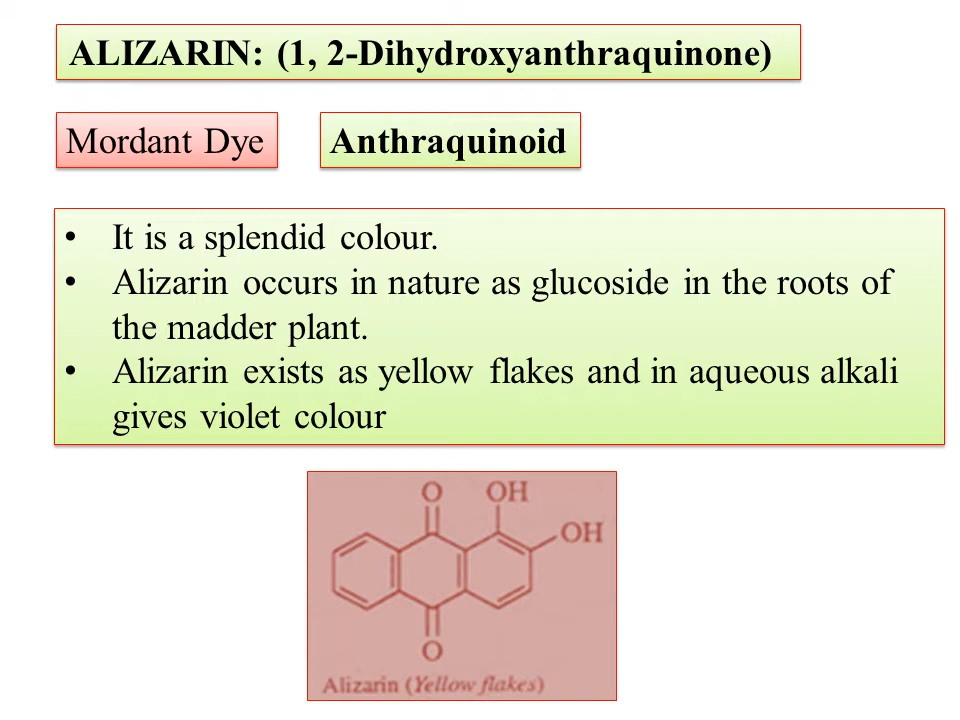 ALIZARIN: (1, 2-Dihydroxyanthraquinone)
Mordant Dye
Anthraquinoid
• It is a splendid colour.
• Alizarin occurs in nature as glucoside in the roots of
the madder plant.
• Alizarin exists as yellow flakes and in aqueous alkali
gives violet colour
O
OH
OH
O
Alizarin (Yellow flakes)